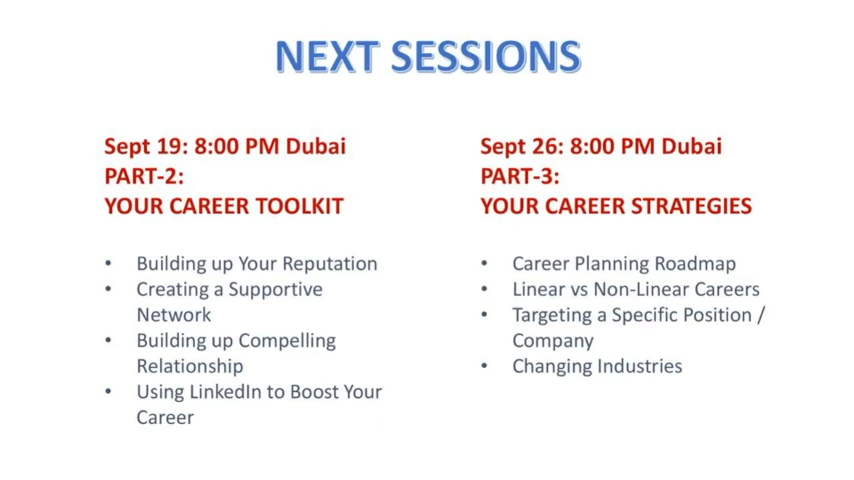 NEXT SESSIONS
Sept 19: 8:00 PM Dubai
PART-2:
YOUR CAREER TOOLKIT
• Building up Your Reputation
• Creating a Supportive
Network
• Building up Compelling
Relationship
• Using LinkedIn to Boost Your
Career
Sept 26: 8:00 PM Dubai
PART-3:
YOUR CAREER STRATEGIES
• Career Planning Roadmap
• Linear vs Non-Linear Careers
• Targeting a Specific Position /
Company
• Changing Industries